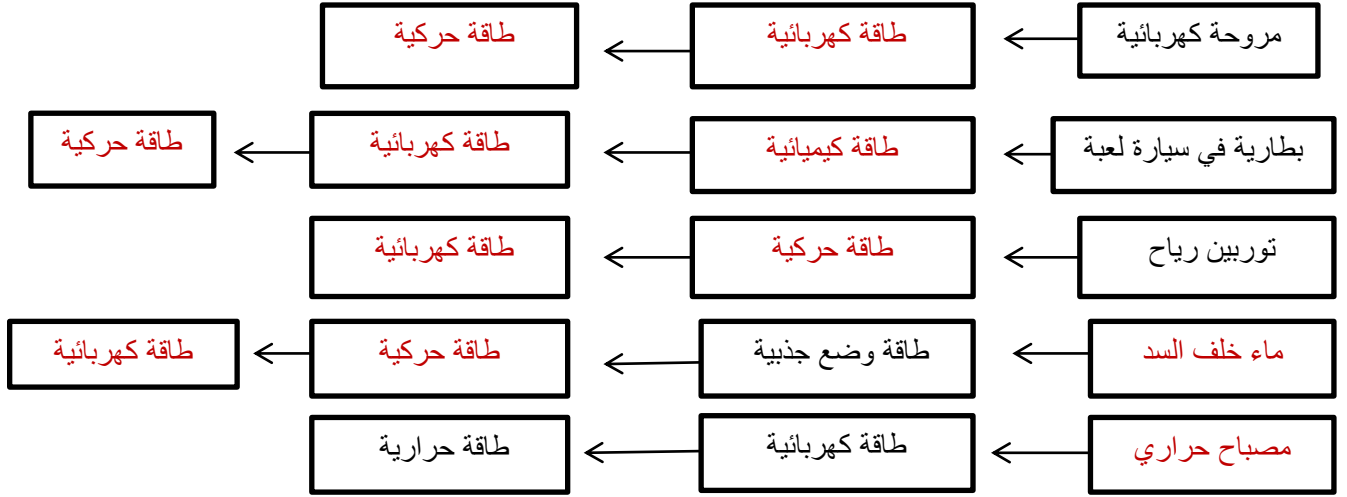 مروحة كهربائية
طاقة كهربائية
طاقة حركية
بطارية في سيارة لعبة
طاقة كيميائية
طاقة كهربائية
طاقة حركية
توربين رياح
طاقة حركية
طاقة كهربائية
ماء خلف السد
طاقة وضع جذبية
طاقة حركية
طاقة كهربائية
مصباح حراري
طاقة كهربائية
طاقة حرارية